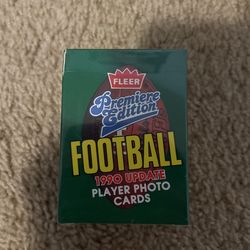 FLEER
Premiere
Edition
FOOTBALL
1990 UPDATE
PLAYER PHOTO
CARDS